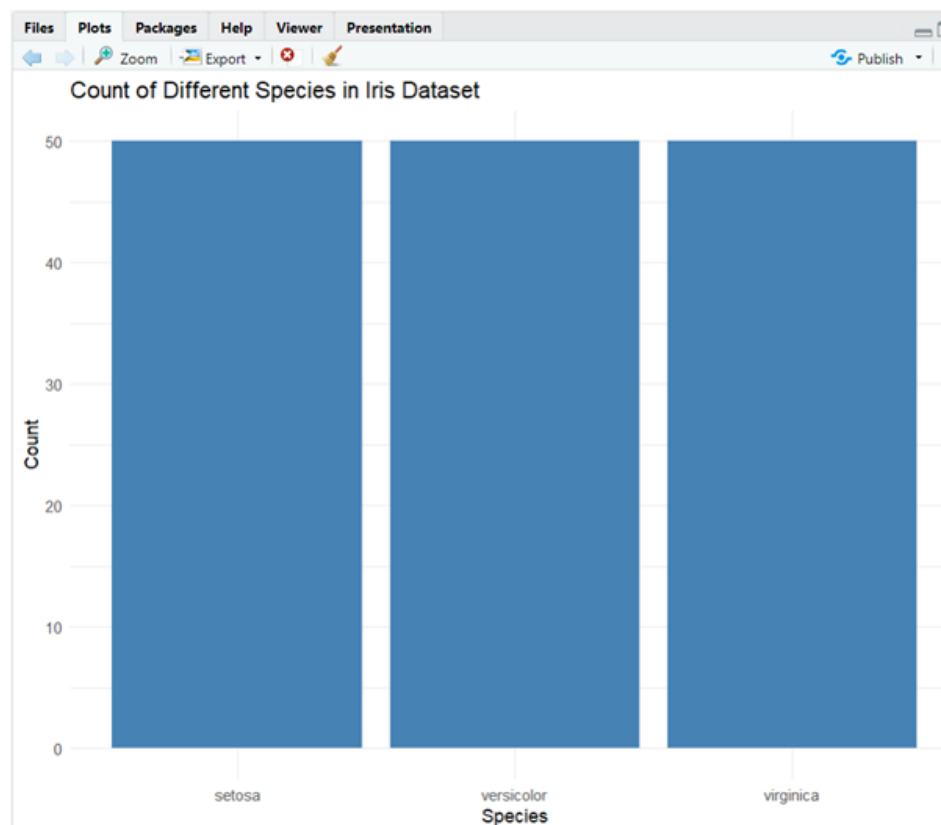 Files Plots Packages Help Viewer Presentation
Zoom Export Publish
Count of Different Species in Iris Dataset
50
40
30
20
10
0
Count
setosa versicolor virginica
Species